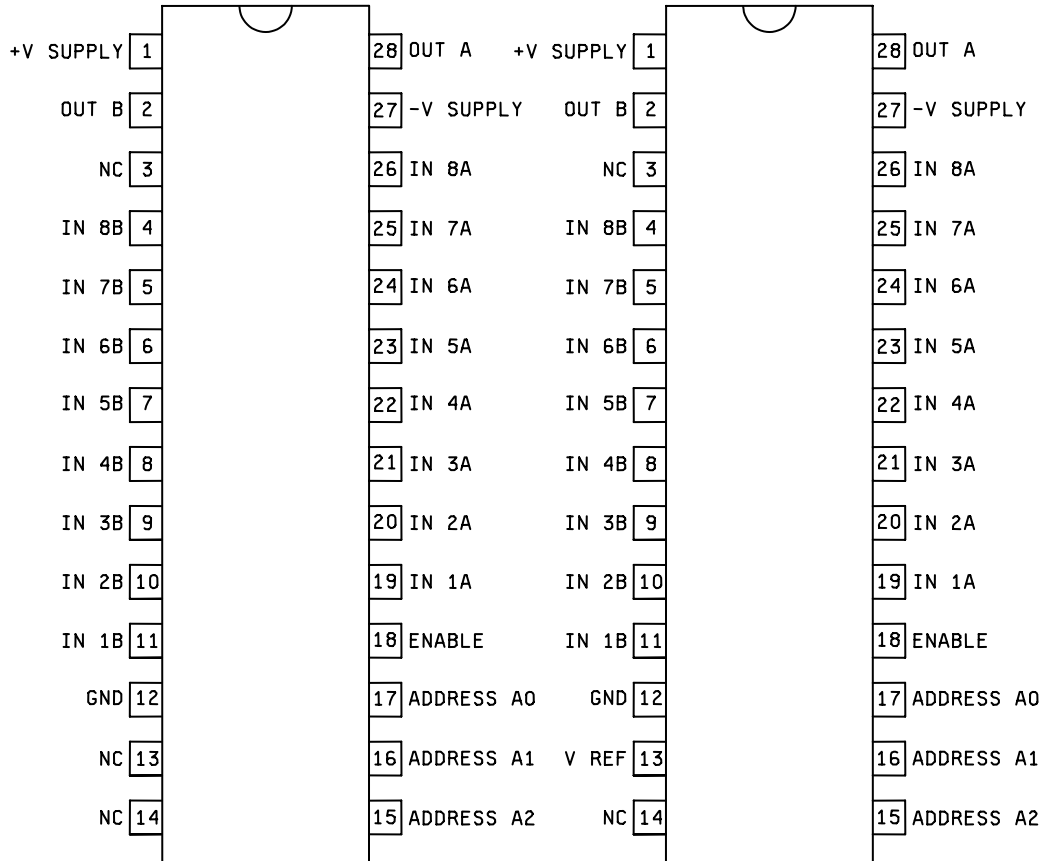 +V SUPPLY 1 28 OUT A +V SUPPLY 1 28 OUT A
OUT B 2 27 -V SUPPLY OUT B 2 27 -V SUPPLY
NC 3 26 IN 8A NC 3 26 IN 8A
IN 8B 4 25 IN 7A IN 8B 4 25 IN 7A
IN 7B 5 24 IN 6A IN 7B 5 24 IN 6A
IN 6B 6 23 IN 5A IN 6B 6 23 IN 5A
IN 5B 7 22 IN 4A IN 5B 7 22 IN 4A
IN 4B 8 21 IN 3A IN 4B 8 21 IN 3A
IN 3B 9 20 IN 2A IN 3B 9 20 IN 2A
IN 2B 10 19 IN 1A IN 2B 10 19 IN 1A
IN 1B 11 18 ENABLE IN 1B 11 18 ENABLE
GND 12 17 ADDRESS A0 GND 12 17 ADDRESS A0
NC 13 16 ADDRESS A1 V REF 13 16 ADDRESS A1
NC 14 15 ADDRESS A2 NC 14 15 ADDRESS A2